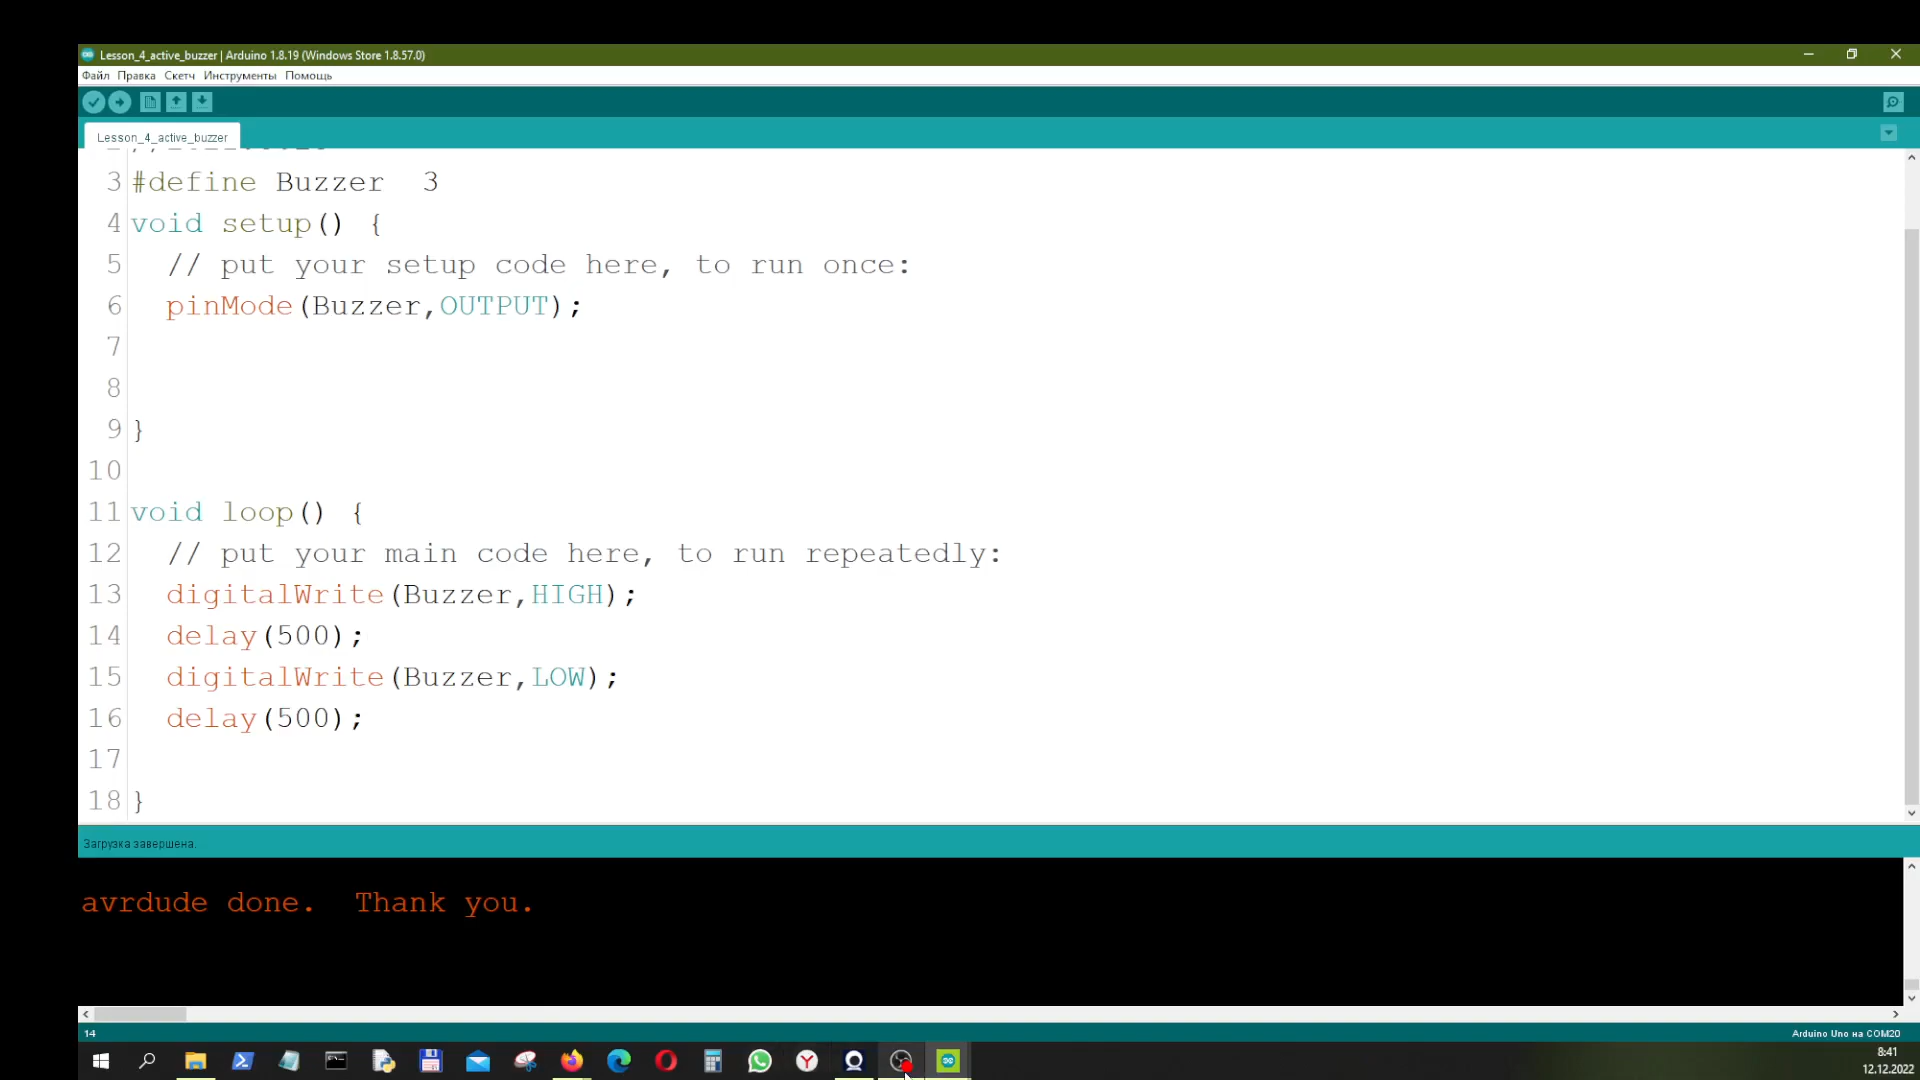 Lesson_4_active_buzzer | Arduino 1.8.19 (Windows Store 1.8.57.0)
Файл Правка Скетч Инструменты Помощь
Lesson_4_active_buzzer
3 #define Buzzer  3
4 void setup() {
5   // put your setup code here, to run once:
6   pinMode(Buzzer,OUTPUT);
7
8
9 }
10
11 void loop() {
12   // put your main code here, to run repeatedly:
13   digitalWrite(Buzzer,HIGH);
14   delay(500);
15   digitalWrite(Buzzer,LOW);
16   delay(500);
17
18 }
Загрузка завершена.
avrdude done.  Thank you.
14
Arduino Uno на COM20
8:41
12.12.2022